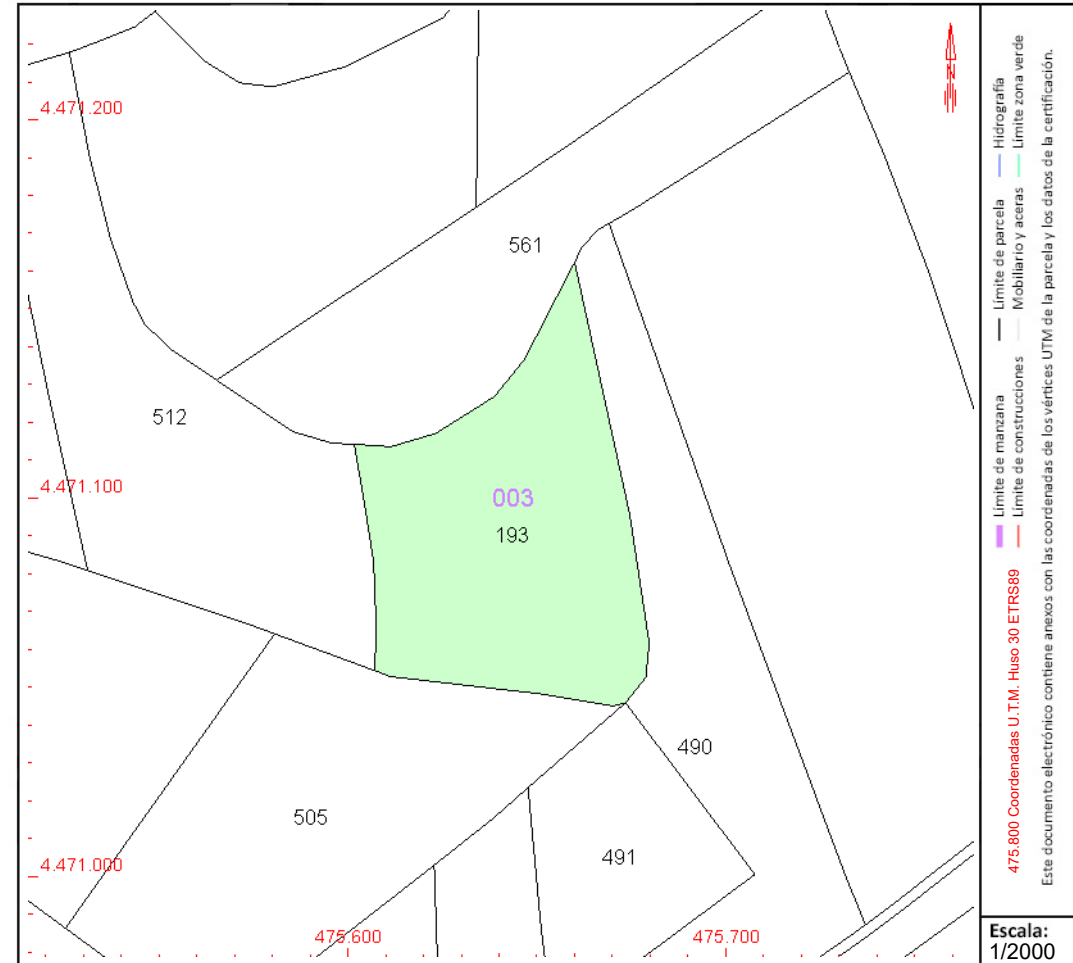 4.471.200
561
512
4.471.100
003
193
490
505
491
4.471.000
475.600
475.700
N
Límite de manzana
Límite de parcela
Hidrografía
Límite de construcciones
Mobiliario y aceras
Límite zona verde
475.800 Coordenadas U.T.M. Huso 30 ETRS89
Este documento electrónico contiene anexos con las coordenadas de los vértices UTM de la parcela y los datos de la certificación.
Escala:
1/2000